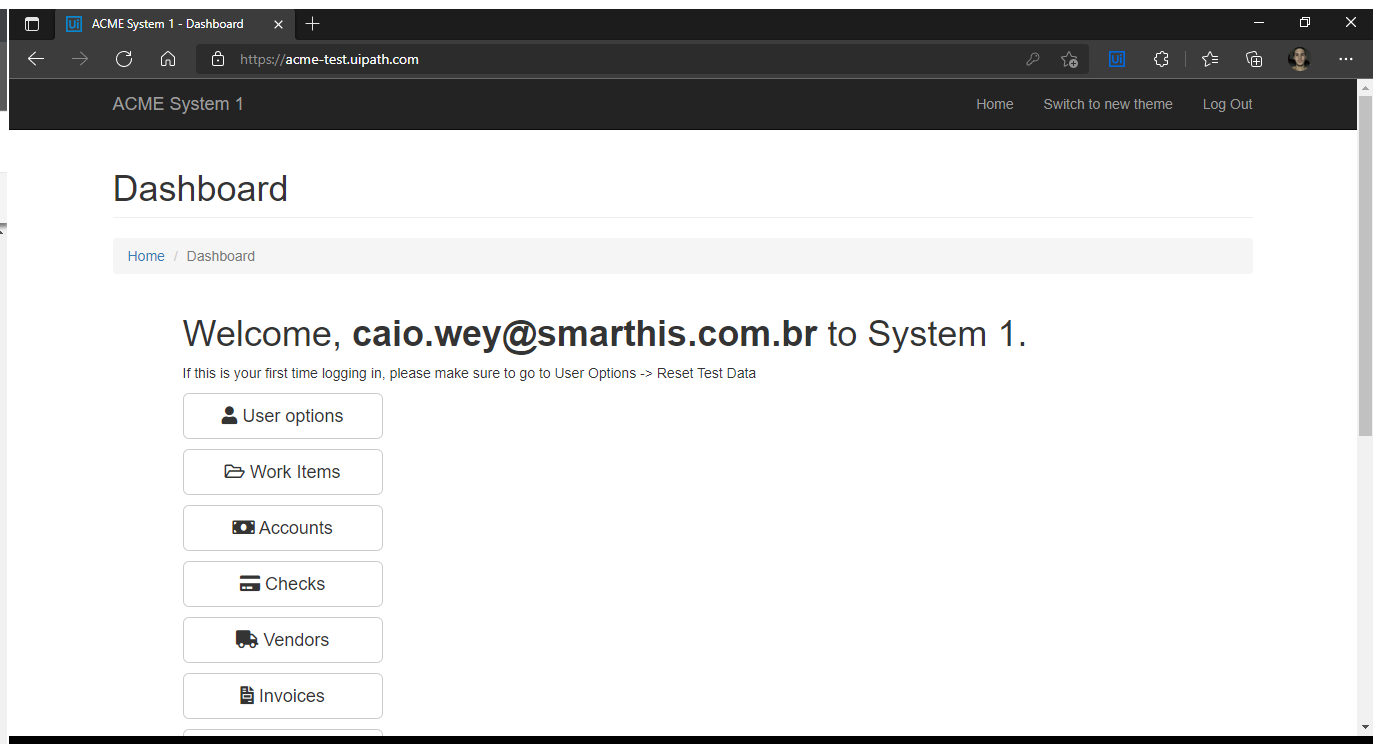 Ui ACME System 1 - Dashboard
https://acme-test.uipath.com
Ui
ACME System 1
Home
Switch to new theme
Log Out
Dashboard
Home / Dashboard
Welcome, caio.wey@smarthis.com.br to System 1.
If this is your first time logging in, please make sure to go to User Options -> Reset Test Data
User options
Work Items
Accounts
Checks
Vendors
Invoices